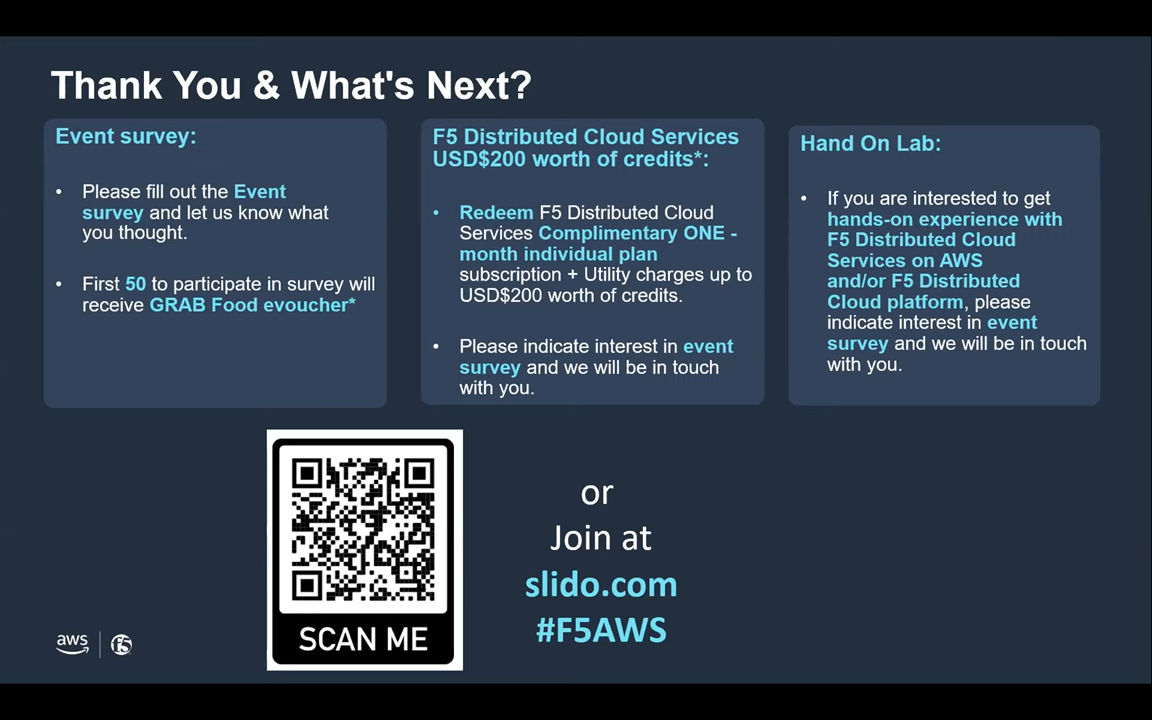 Thank You & What's Next?
Event survey:
• Please fill out the Event
survey and let us know what
you thought.
• First 50 to participate in survey will
receive GRAB Food evoucher*
F5 Distributed Cloud Services
USD$200 worth of credits*:
• Redeem F5 Distributed Cloud
Services Complimentary ONE -
month individual plan
subscription + Utility charges up to
USD$200 worth of credits.
• Please indicate interest in event
survey and we will be in touch
with you.
Hand On Lab:
• If you are interested to get
hands-on experience with
F5 Distributed Cloud
Services on AWS
and/or F5 Distributed
Cloud platform, please
indicate interest in event
survey and we will be in touch
with you.
SCAN ME
or
Join at
slido.com
#F5AWS
aws
f5